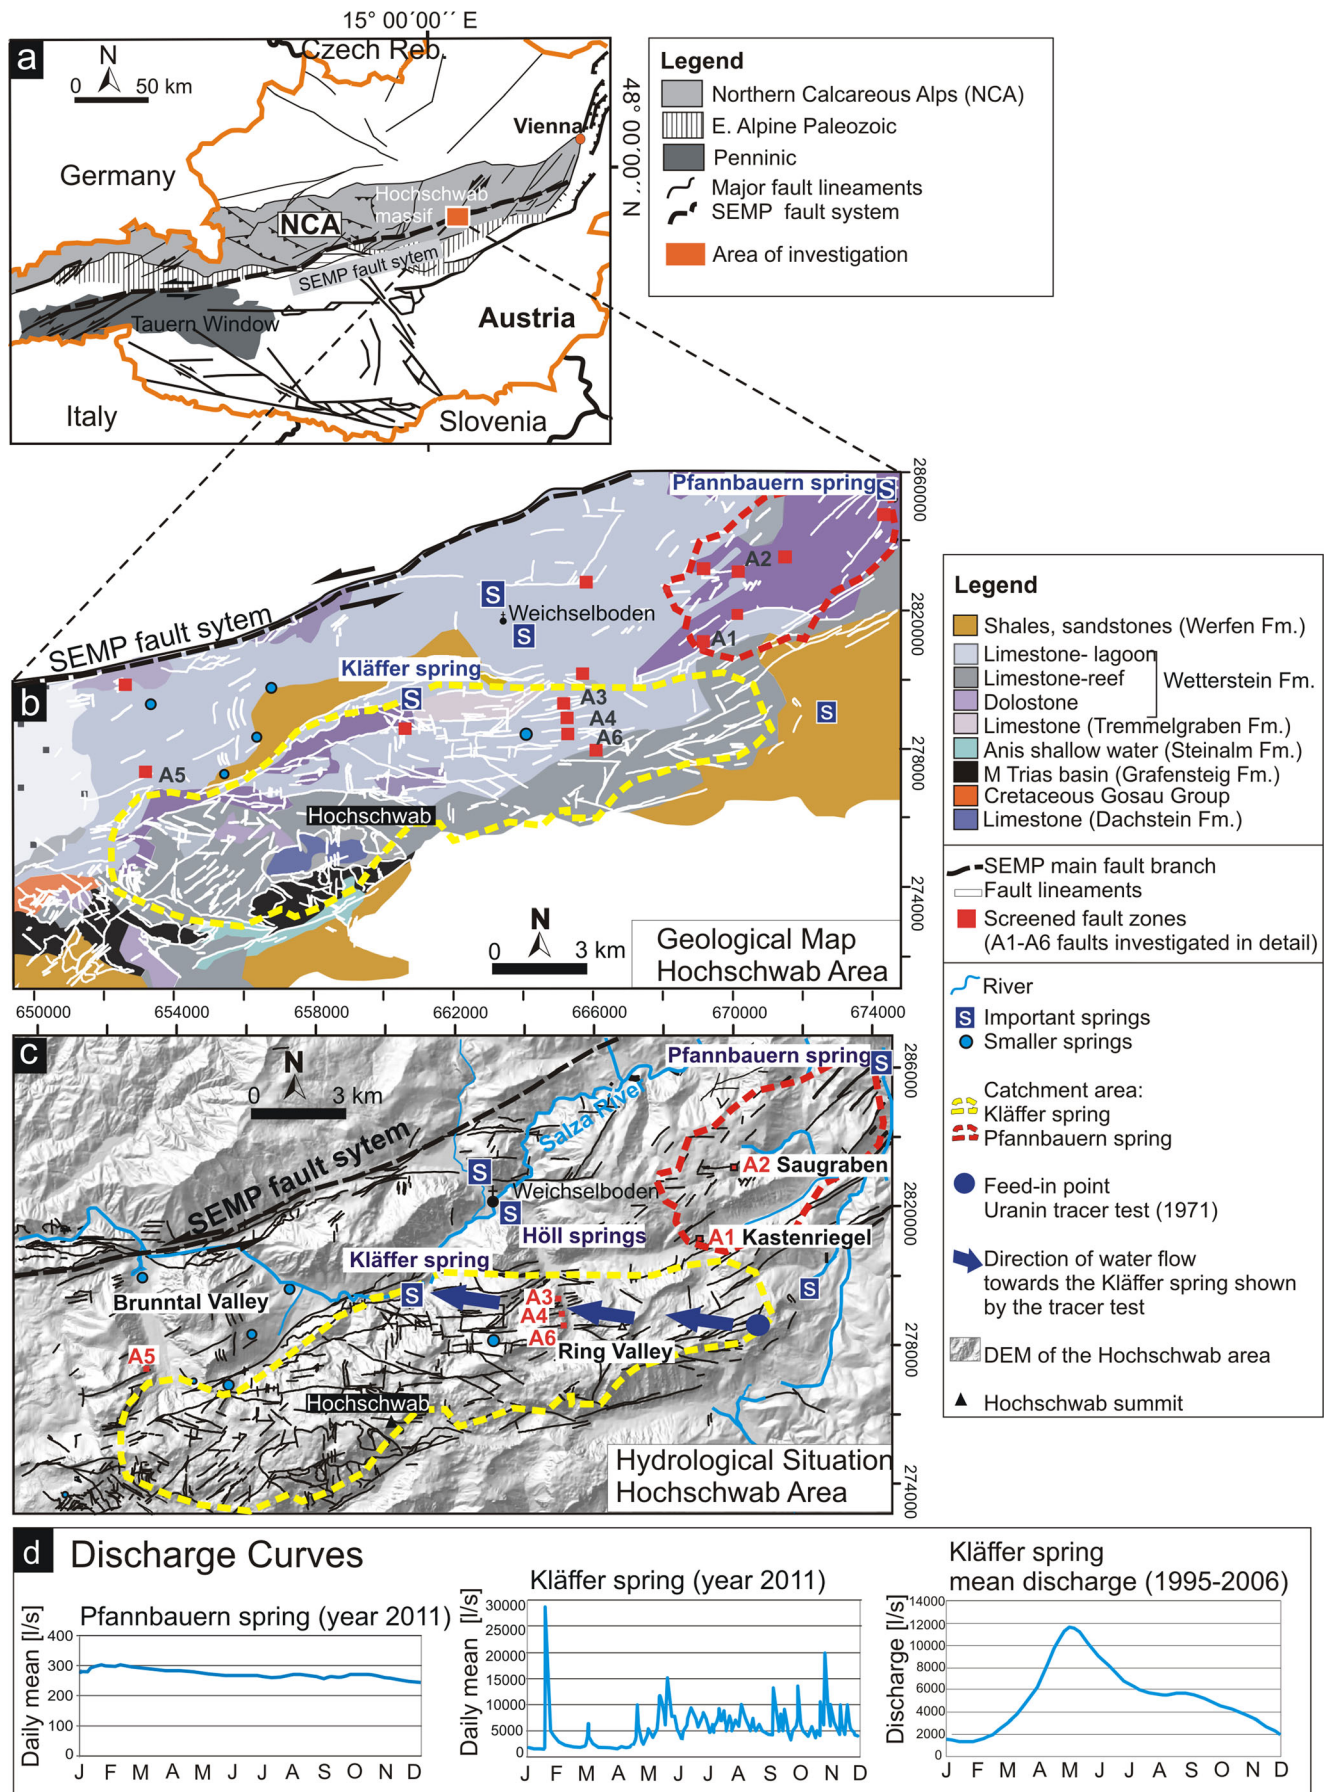 15° 00´00´´ E
a
Czech Reb.
N
0 50 km
48° 00´00´´ N
Vienna
Germany
Hochschwab
massif
NCA
SEMP fault sytem
Tauern Window
Austria
Italy
Slovenia
Legend
Northern Calcareous Alps (NCA)
E. Alpine Paleozoic
Penninic
Major fault lineaments
SEMP fault system
Area of investigation
b
Pfannbauern spring
S
2860000
A2
S
Weichselboden
S
SEMP fault sytem
2820000
A1
Kläffer spring
S
A3
A4
A6
S
A5
278000
Hochschwab
274000
N
0 3 km
Geological Map
Hochschwab Area
650000 654000 658000 662000 666000 670000 674000
Legend
Shales, sandstones (Werfen Fm.)
Limestone- lagoon
Limestone-reef
Wetterstein Fm.
Dolostone
Limestone (Tremmelgraben Fm.)
Anis shallow water (Steinalm Fm.)
M Trias basin (Grafensteig Fm.)
Cretaceous Gosau Group
Limestone (Dachstein Fm.)
SEMP main fault branch
Fault lineaments
Screened fault zones
(A1-A6 faults investigated in detail)
River
S Important springs
Smaller springs
Catchment area:
Kläffer spring
Pfannbauern spring
Feed-in point
Uranin tracer test (1971)
Direction of water flow
towards the Kläffer spring shown
by the tracer test
DEM of the Hochschwab area
Hochschwab summit
c
N
0 3 km
Pfannbauern spring
S
286000
Salza River
SEMP fault sytem
A2 Saugraben
S
Weichselboden
S
Höll springs
2820000
A1 Kastenriegel
Kläffer spring
S
S
Brunntal Valley
A3
A4
A6
Ring Valley
278000
A5
Hochschwab
274000
Hydrological Situation
Hochschwab Area
d
Discharge Curves
Pfannbauern spring (year 2011)
Daily mean [l/s]
400
300
200
100
0
J F M A M J J A S O N D
Kläffer spring (year 2011)
Daily mean [l/s]
30000
25000
20000
15000
10000
5000
0
J F M A M J J A S O N D
Kläffer spring
mean discharge (1995-2006)
Discharge [l/s]
14000
12000
10000
8000
6000
4000
2000
0
J F M A M J J A S O N D